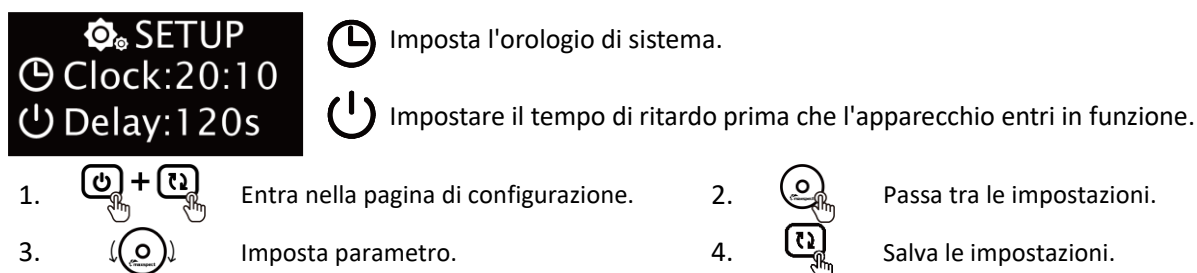 SETUP
Clock:20:10
Delay:120s
Imposta l'orologio di sistema.
Impostare il tempo di ritardo prima che l'apparecchio entri in funzione.
1. + Entra nella pagina di configurazione.
2. Passa tra le impostazioni.
3. Imposta parametro.
4. Salva le impostazioni.